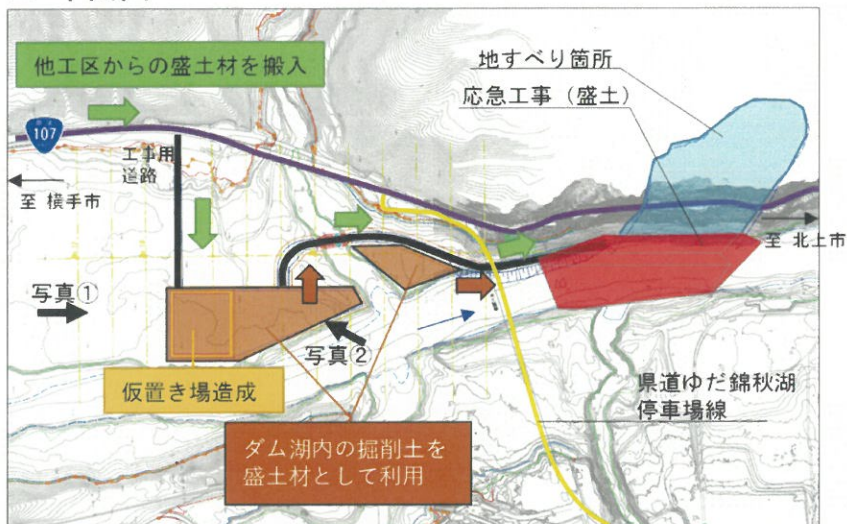 他工区からの盛土材を搬入
地すべり箇所
応急工事（盛土）
107
工事用
道路
至 横手市
至 北上市
写真①
写真②
仮置き場造成
県道ゆだ錦秋湖
停車場線
ダム湖内の掘削土を
盛土材として利用